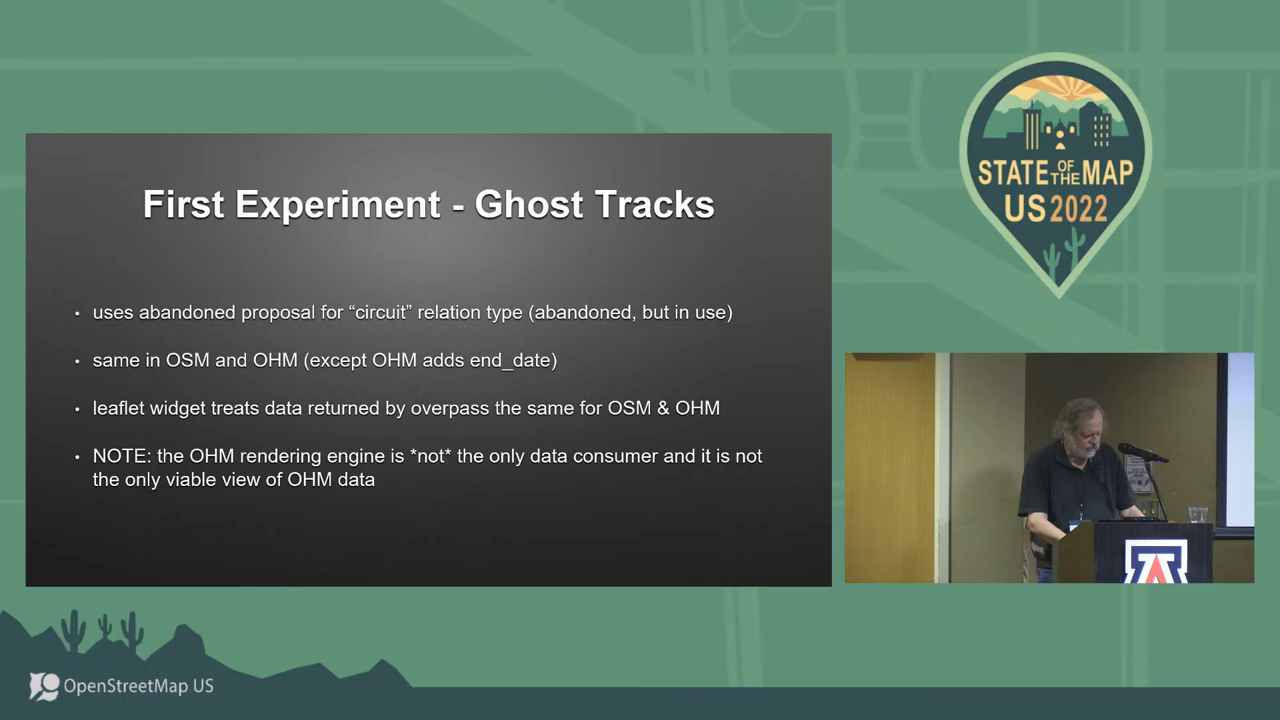 STATE OF THE MAP
US 2022
First Experiment - Ghost Tracks
• uses abandoned proposal for “circuit” relation type (abandoned, but in use)
• same in OSM and OHM (except OHM adds end_date)
• leaflet widget treats data returned by overpass the same for OSM & OHM
• NOTE: the OHM rendering engine is *not* the only data consumer and it is not
the only viable view of OHM data
A
OpenStreetMap US